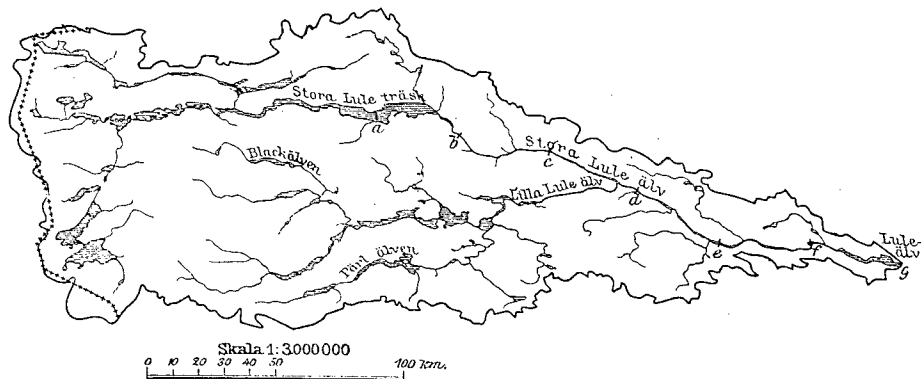 Stora Lule träsk
a
b
Stora Lule älv
c
Blackälven
Lilla Lule älv
d
Pärl älven
e
f
Lule-
älv
g
Skala 1:3000000
0 10 20 30 40 50 100 km.